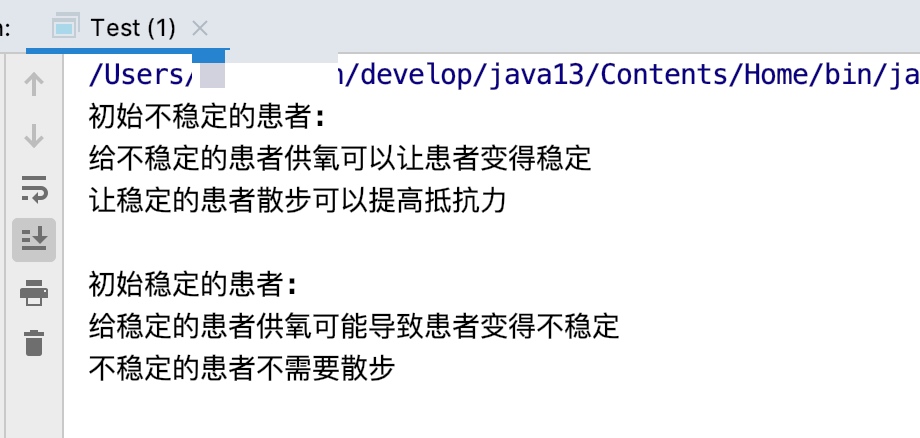 n: Test (1)
/Users/ n/develop/java13/Contents/Home/bin/ja
初始不稳定的患者:
给不稳定的患者供氧可以让患者变得稳定
让稳定的患者散步可以提高抵抗力
初始稳定的患者:
给稳定的患者供氧可能导致患者变得不稳定
不稳定的患者不需要散步